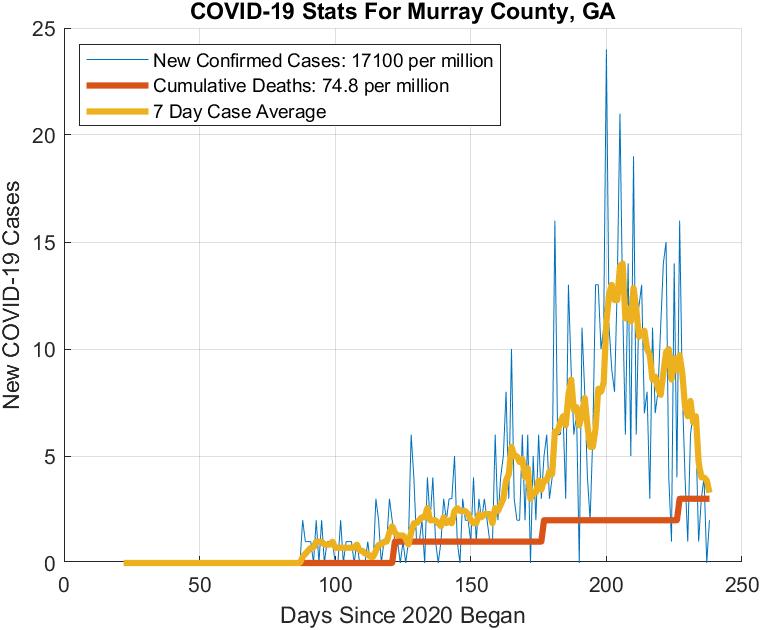 COVID-19 Stats For Murray County, GA
New Confirmed Cases: 17100 per million
Cumulative Deaths: 74.8 per million
7 Day Case Average
New COVID-19 Cases
25
20
15
10
5
0
0 50 100 150 200 250
Days Since 2020 Began